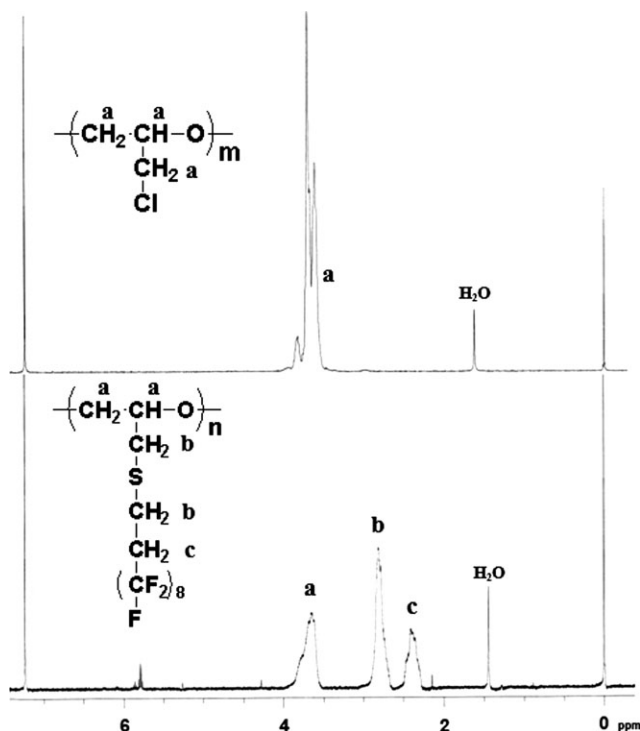 a a
( CH₂ CH O )m
CH₂ a
Cl
a
H₂O
a a
( CH₂ CH O )n
CH₂ b
S
CH₂ b
CH₂ c
(CF₂)₈
F
a
b
c
H₂O
6 4 2 0 ppm